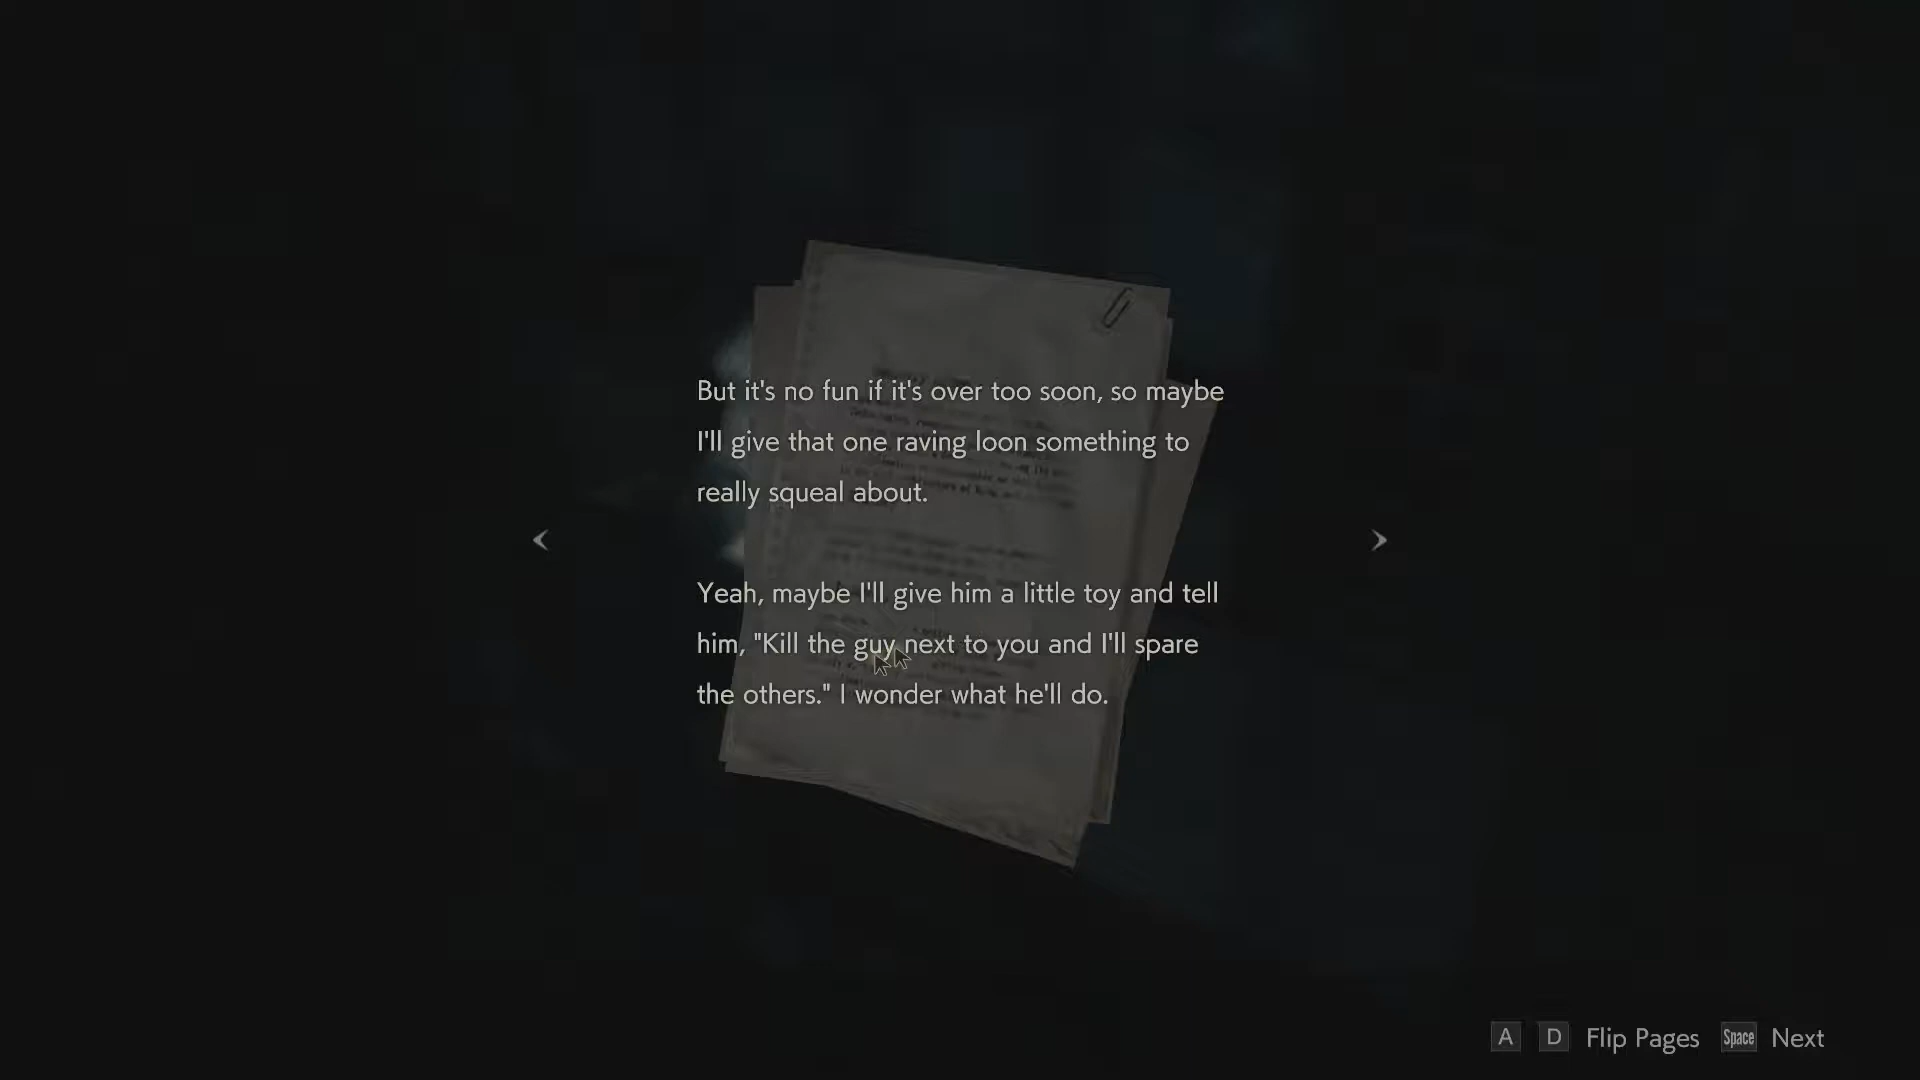 But it's no fun if it's over too soon, so maybe
I'll give that one raving loon something to
really squeal about.
Yeah, maybe I'll give him a little toy and tell
him, "Kill the guy next to you and I'll spare
the others." I wonder what he'll do.
A D Flip Pages Space Next